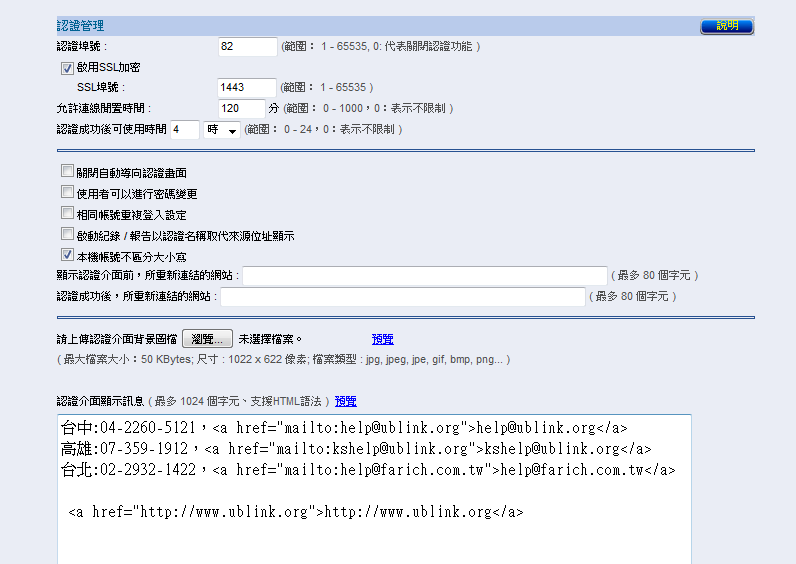 認證管理 說明
認證埠號 : 82 (範圍 : 1 - 65535, 0: 代表關閉認證功能 )
啟用SSL加密
SSL埠號 : 1443 (範圍 : 1 - 65535 )
允許連線閒置時間 : 120 分 (範圍 : 0 - 1000，0 : 表示不限制 )
認證成功後可使用時間 4 時 (範圍 : 0 - 24，0 : 表示不限制 )
關閉自動導向認證畫面
使用者可以進行密碼變更
相同帳號重複登入設定
啟動紀錄 / 報告以認證名稱取代來源位址顯示
本機帳號不區分大小寫
顯示認證介面前，所重新連結的網站 : ( 最多 80 個字元 )
認證成功後，所重新連結的網站 : ( 最多 80 個字元 )
請上傳認證介面背景圖檔 瀏覽... 未選擇檔案。 預覽
( 最大檔案大小 : 50 KBytes; 尺寸 : 1022 x 622 像素; 檔案類型 : jpg, jpeg, jpe, gif, bmp, png... )
認證介面顯示訊息 ( 最多 1024 個字元、支援HTML語法 ) 預覽
台中:04-2260-5121，<a href="mailto:help@ublink.org">help@ublink.org</a>
高雄:07-359-1912，<a href="mailto:kshelp@ublink.org">kshelp@ublink.org</a>
台北:02-2932-1422，<a href="mailto:help@farich.com.tw">help@farich.com.tw</a>
<a href="http://www.ublink.org">http://www.ublink.org</a>